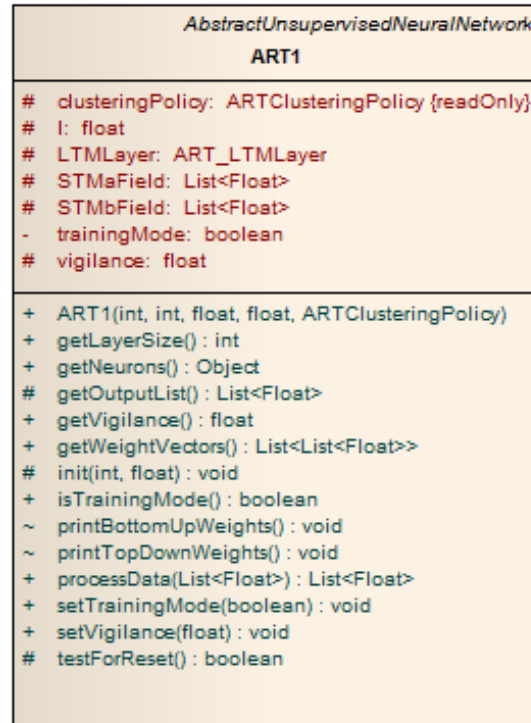 AbstractUnsupervisedNeuralNetwork
ART1
# clusteringPolicy: ARTClusteringPolicy {readOnly}
# l: float
# LTMLayer: ART_LTMLayer
# STMaField: List<Float>
# STMbField: List<Float>
- trainingMode: boolean
# vigilance: float
+ ART1(int, int, float, float, ARTClusteringPolicy)
+ getLayerSize() : int
+ getNeurons() : Object
# getOutputList() : List<Float>
+ getVigilance() : float
+ getWeightVectors() : List<List<Float>>
# init(int, float) : void
+ isTrainingMode() : boolean
~ printBottomUpWeights() : void
~ printTopDownWeights() : void
+ processData(List<Float>) : List<Float>
+ setTrainingMode(boolean) : void
+ setVigilance(float) : void
# testForReset() : boolean